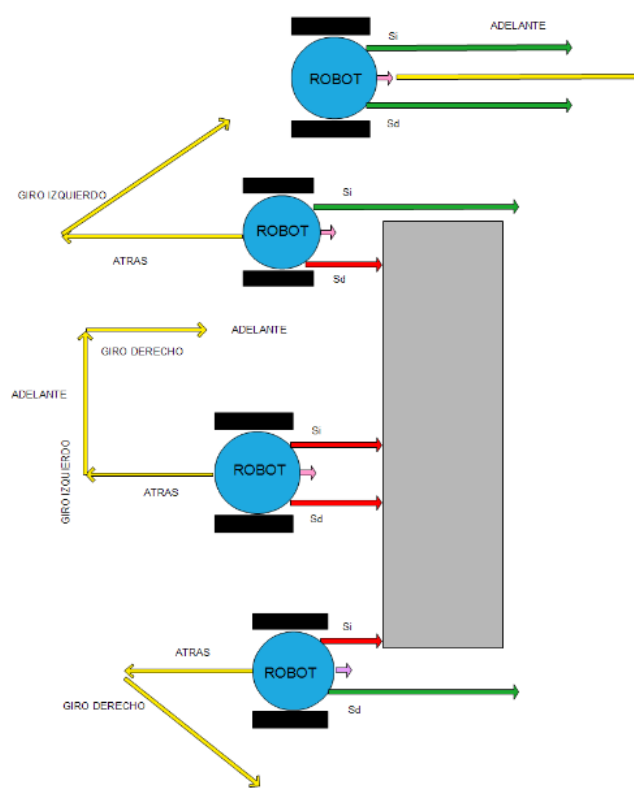 Si
ADELANTE
ROBOT
Sd
GIRO IZQUIERDO
Si
ROBOT
ATRAS
Sd
ADELANTE
GIRO DERECHO
ADELANTE
Si
GIRO IZQUIERDO
ROBOT
ATRAS
Sd
Si
ATRAS
ROBOT
GIRO DERECHO
Sd